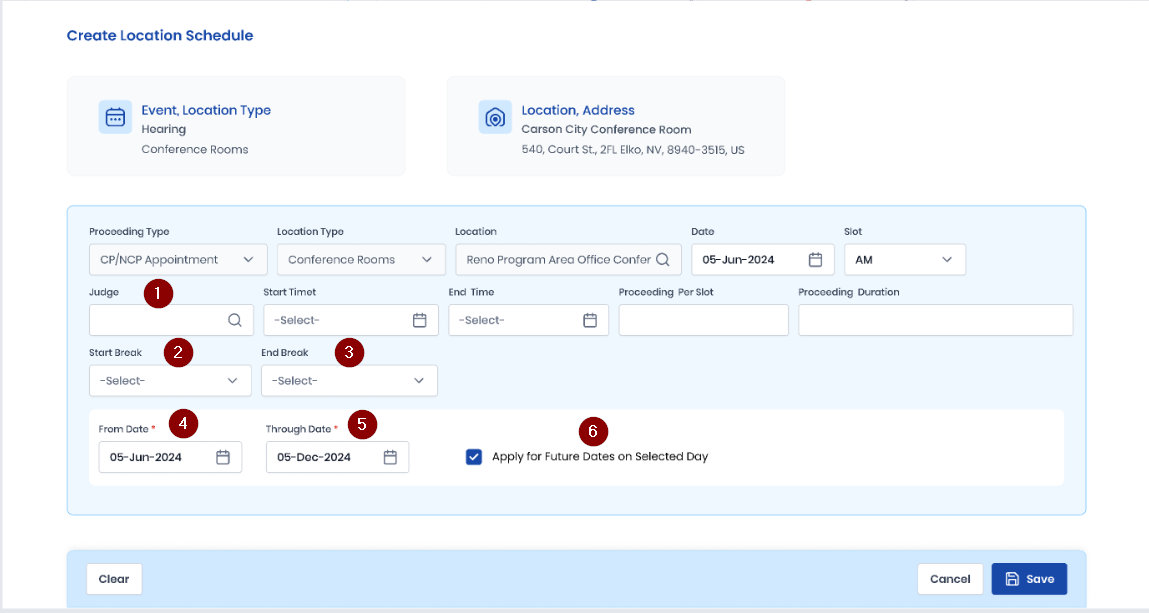 Create Location Schedule
Event, Location Type
Hearing
Conference Rooms
Location, Address
Carson City Conference Room
540, Court St., 2FL Elko, NV, 8940-3515, US
Proceeding Type Location Type Location Date Slot
CP/NCP Appointment Conference Rooms Reno Program Area Office Confer 05-Jun-2024 AM
Judge 1 Start Timet End Time Proceeding Per Slot Proceeding Duration
-Select- -Select-
Start Break 2 End Break 3
-Select- -Select-
From Date * 4 Through Date * 5 6
05-Jun-2024 05-Dec-2024 Apply for Future Dates on Selected Day
Clear Cancel Save